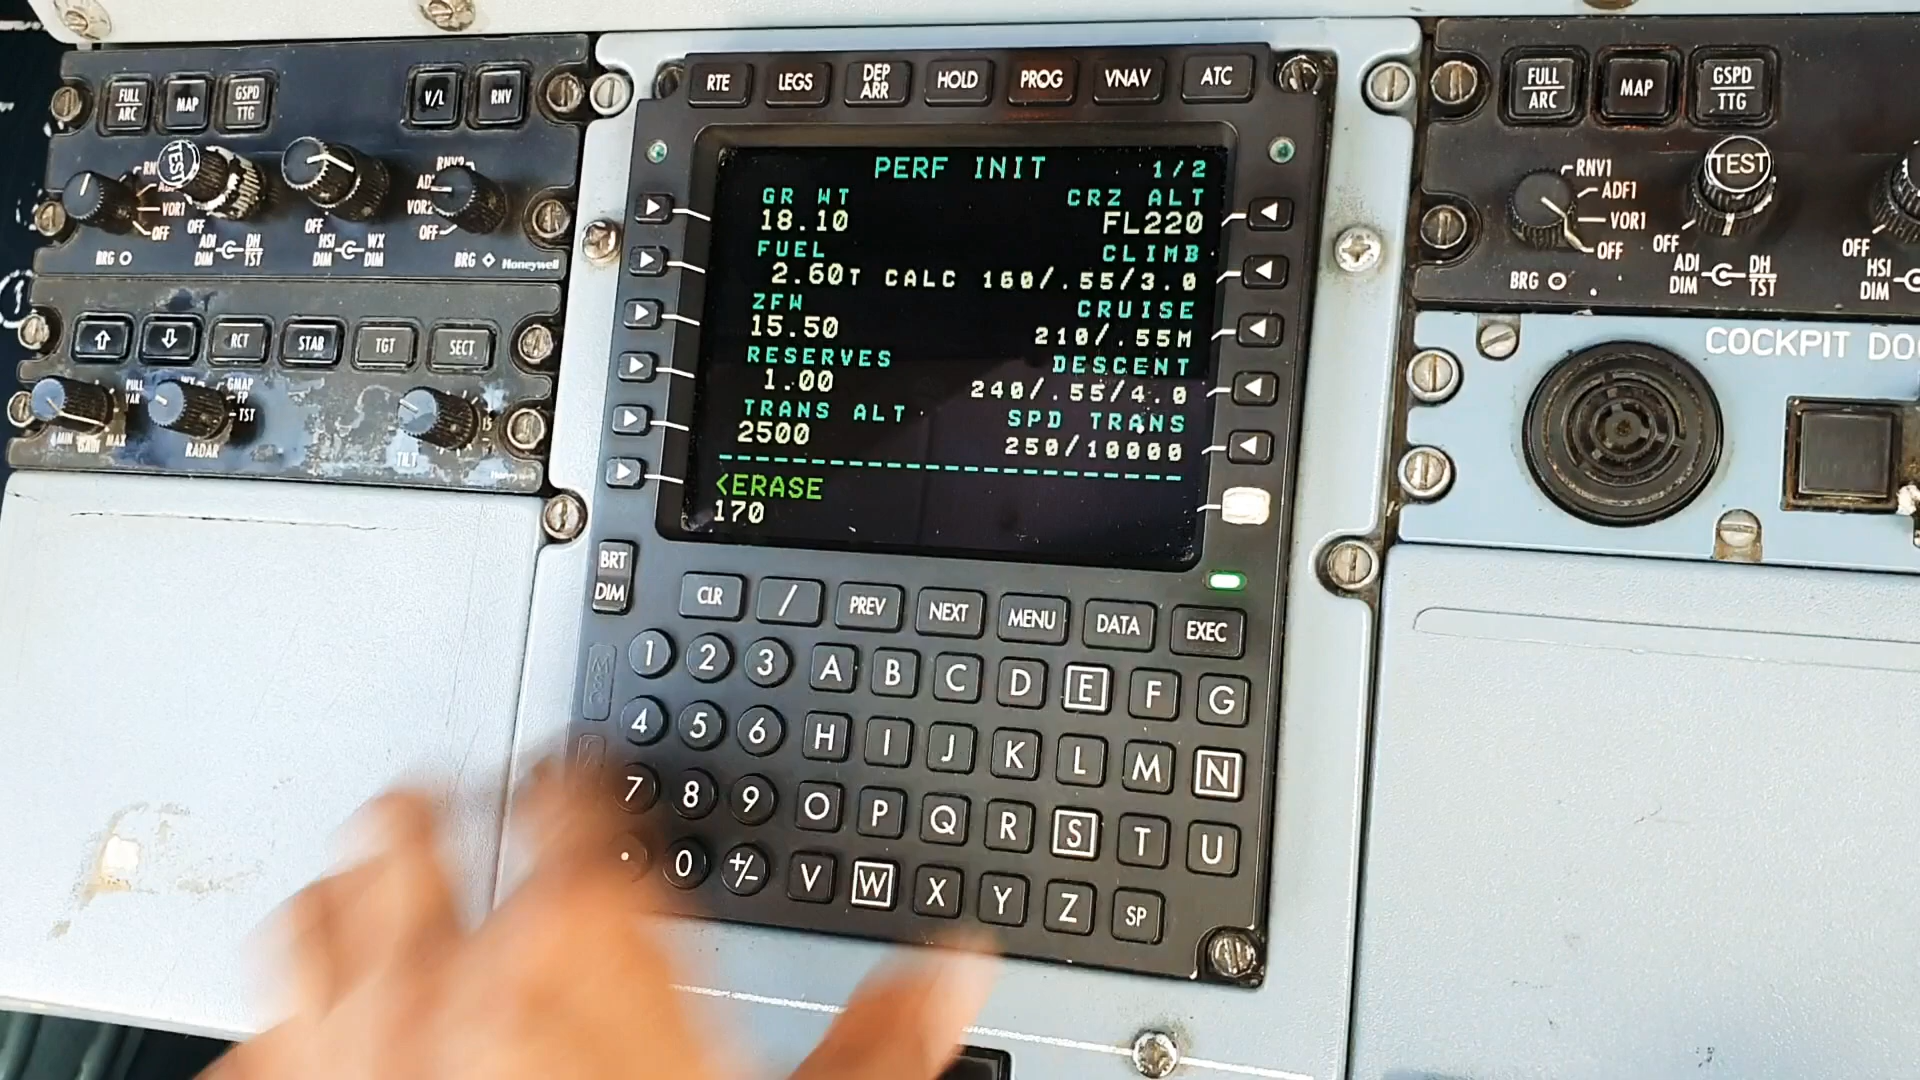 FULL ARC MAP GSPD TTG V/L RNV
TEST
VOR1
OFF
OFF
OFF
OFF
BRG
ADI DIM
DH TST
HSI DIM
WX DIM
BRG
Honeywell
RCT STAB TGT SECT
PULL VAR
GMAP
FP
TST
MIN MAX
GAIN
RADAR
TILT
RTE LEGS DEP ARR HOLD PROG VNAV ATC
PERF INIT 1/2
GR WT CRZ ALT
18.10 FL220
FUEL CLIMB
2.60T CALC 160/.55/3.0
ZFW CRUISE
15.50 210/.55M
RESERVES DESCENT
1.00 240/.55/4.0
TRANS ALT SPD TRANS
2500 250/10000
<ERASE
170
BRT
DIM
CLR / PREV NEXT MENU DATA EXEC
1 2 3 A B C D E F G
4 5 6 H I J K L M N
7 8 9 O P Q R S T U
. 0 +/- V W X Y Z SP
MSG
FULL ARC MAP GSPD TTG
TEST
RNV1
ADF1
VOR1
OFF
OFF
OFF
BRG
ADI DIM
DH TST
HSI DIM
COCKPIT DO